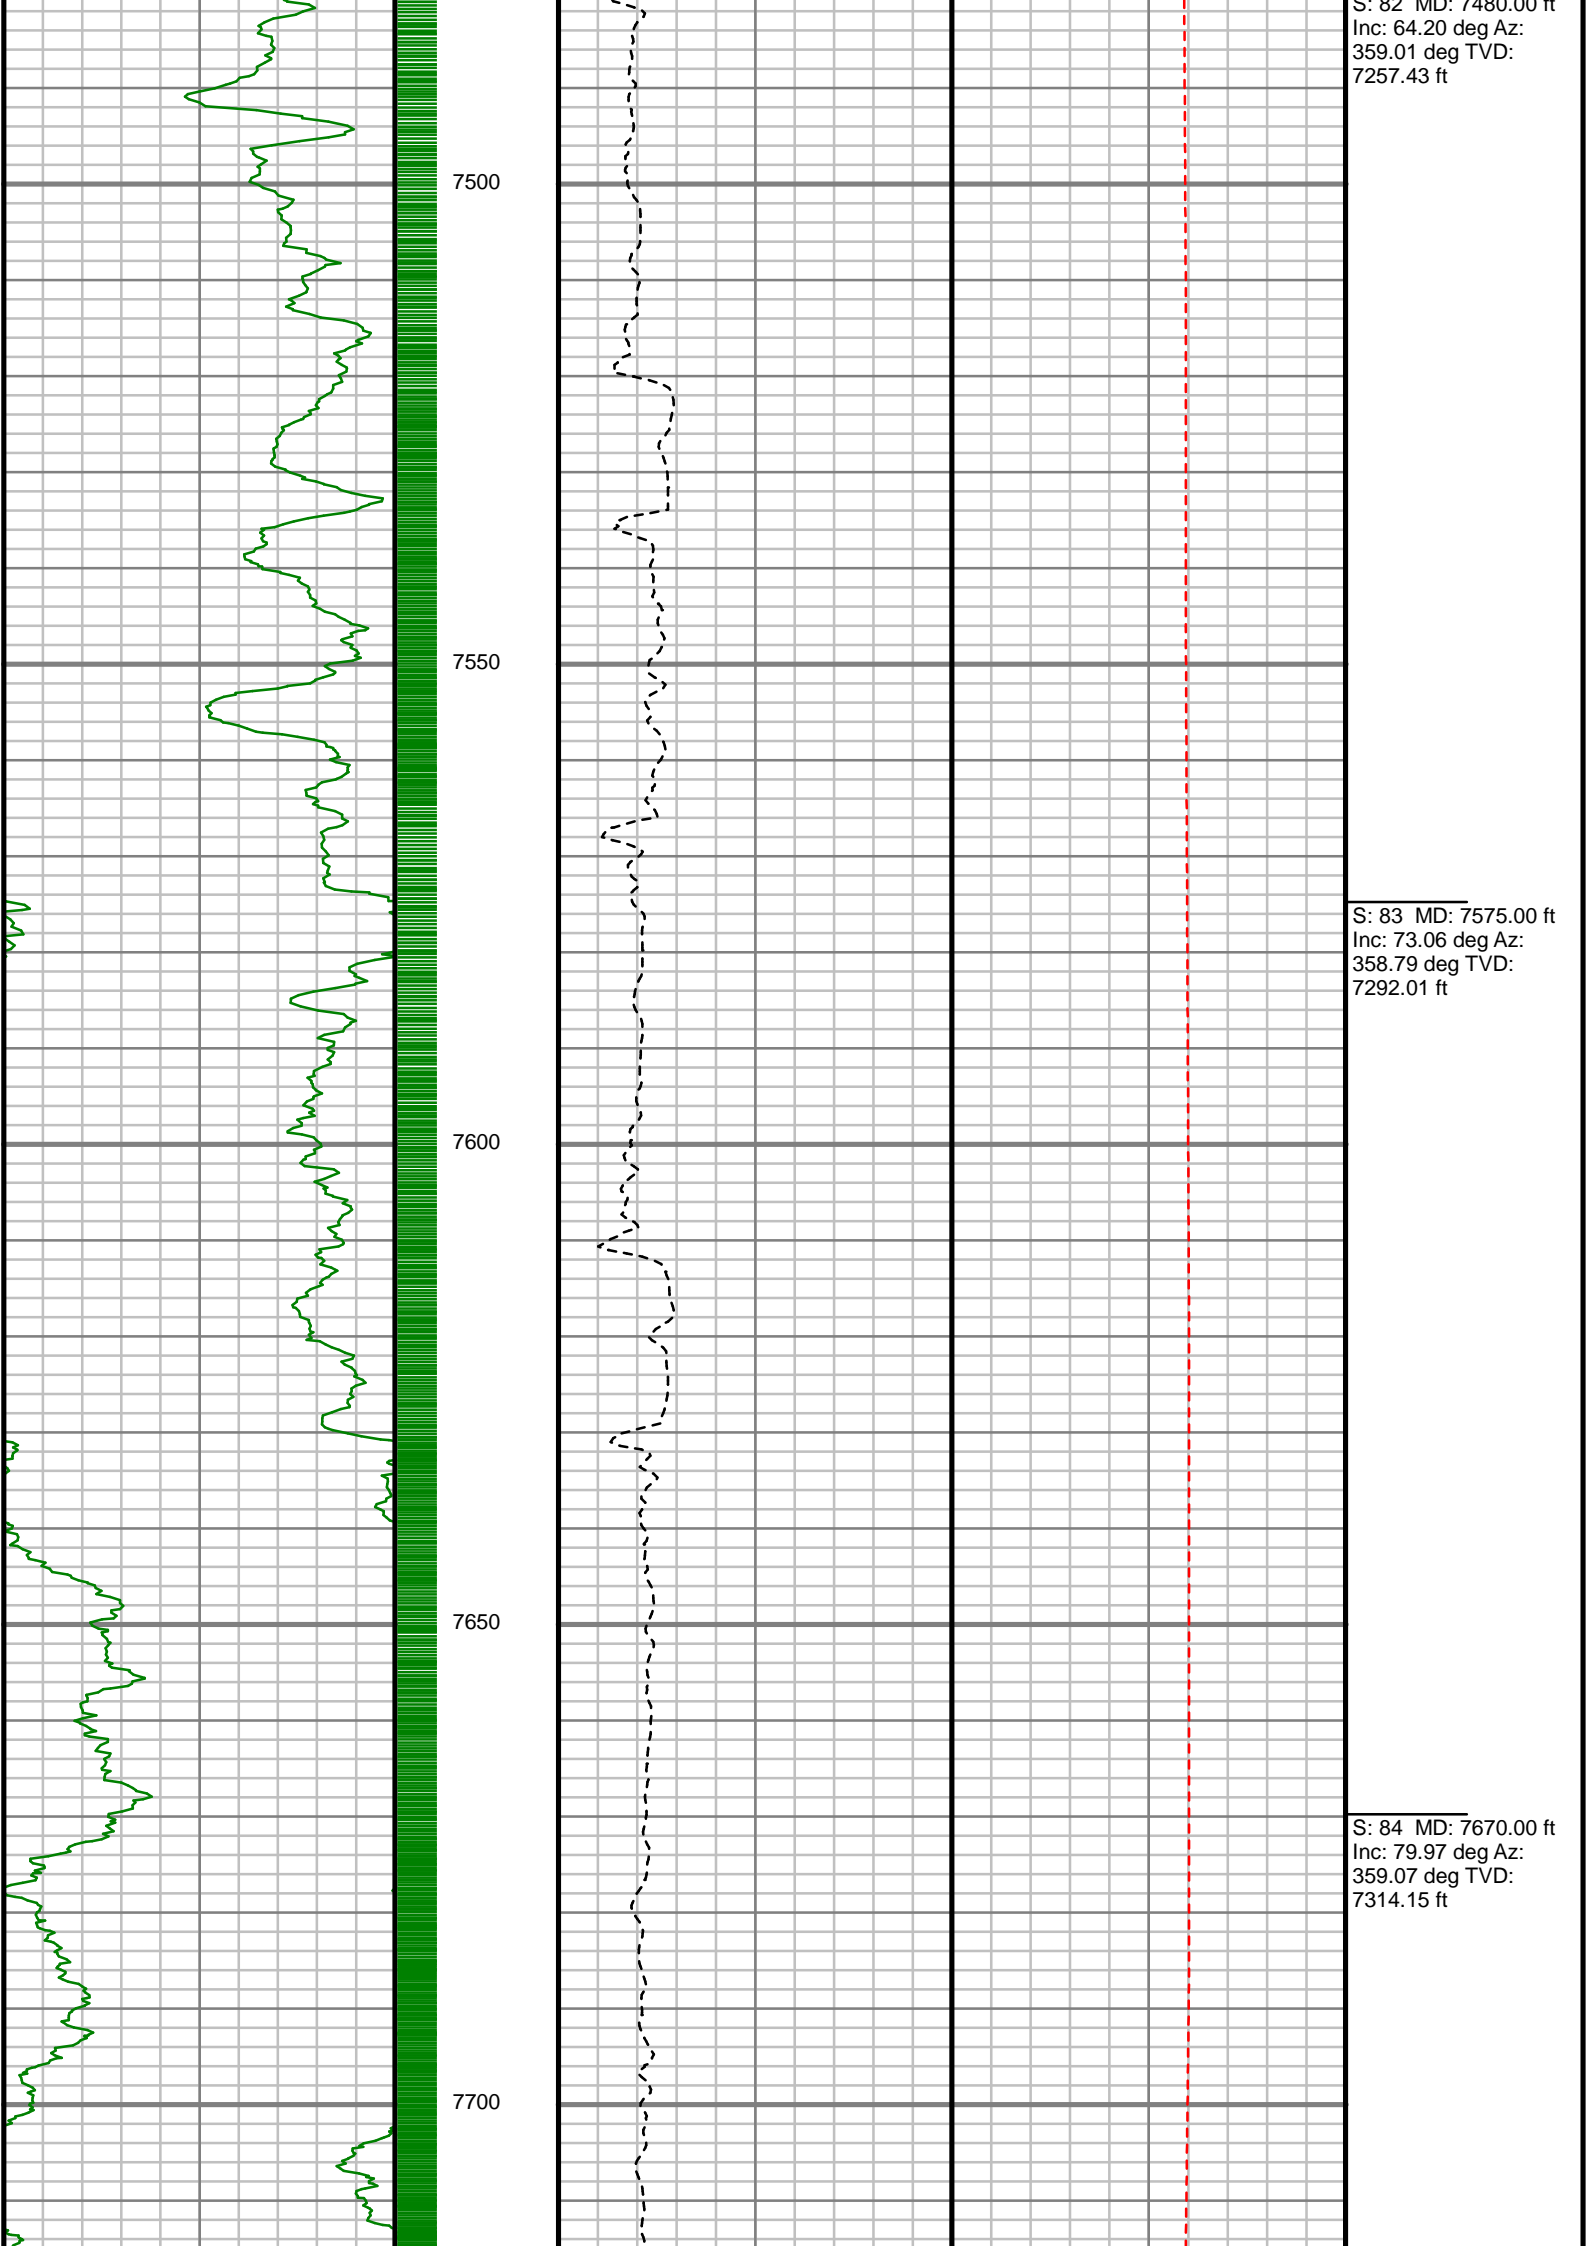 S: 82 MD: 7480.00 ft
Inc: 64.20 deg Az:
359.01 deg TVD:
7257.43 ft
7500
7550
S: 83 MD: 7575.00 ft
Inc: 73.06 deg Az:
358.79 deg TVD:
7292.01 ft
7600
7650
S: 84 MD: 7670.00 ft
Inc: 79.97 deg Az:
359.07 deg TVD:
7314.15 ft
7700